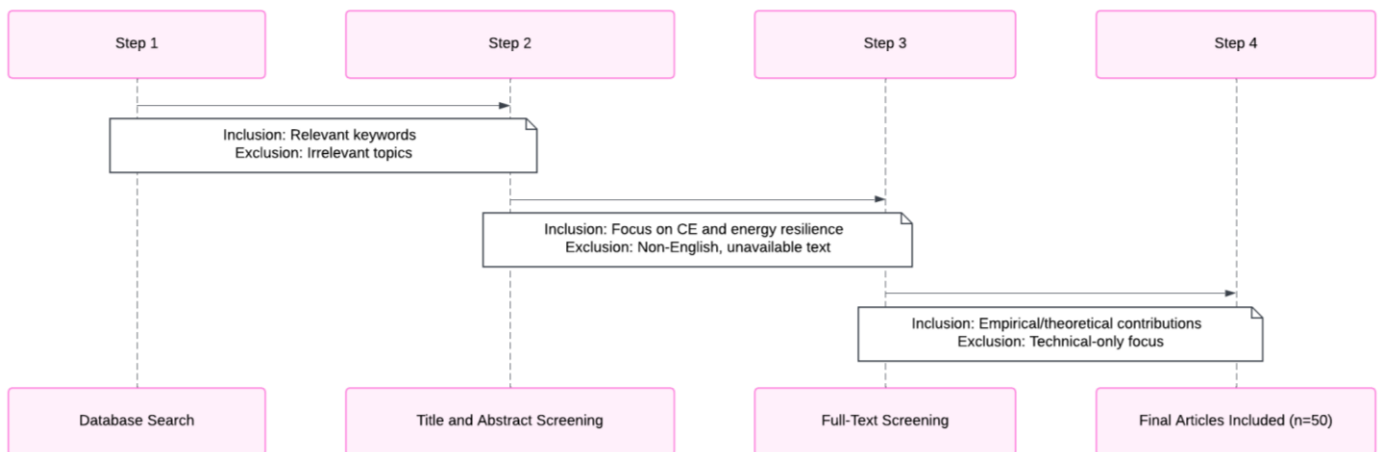 Step 1
Step 2
Step 3
Step 4
Inclusion: Relevant keywords
Exclusion: Irrelevant topics
Inclusion: Focus on CE and energy resilience
Exclusion: Non-English, unavailable text
Inclusion: Empirical/theoretical contributions
Exclusion: Technical-only focus
Database Search
Title and Abstract Screening
Full-Text Screening
Final Articles Included (n=50)